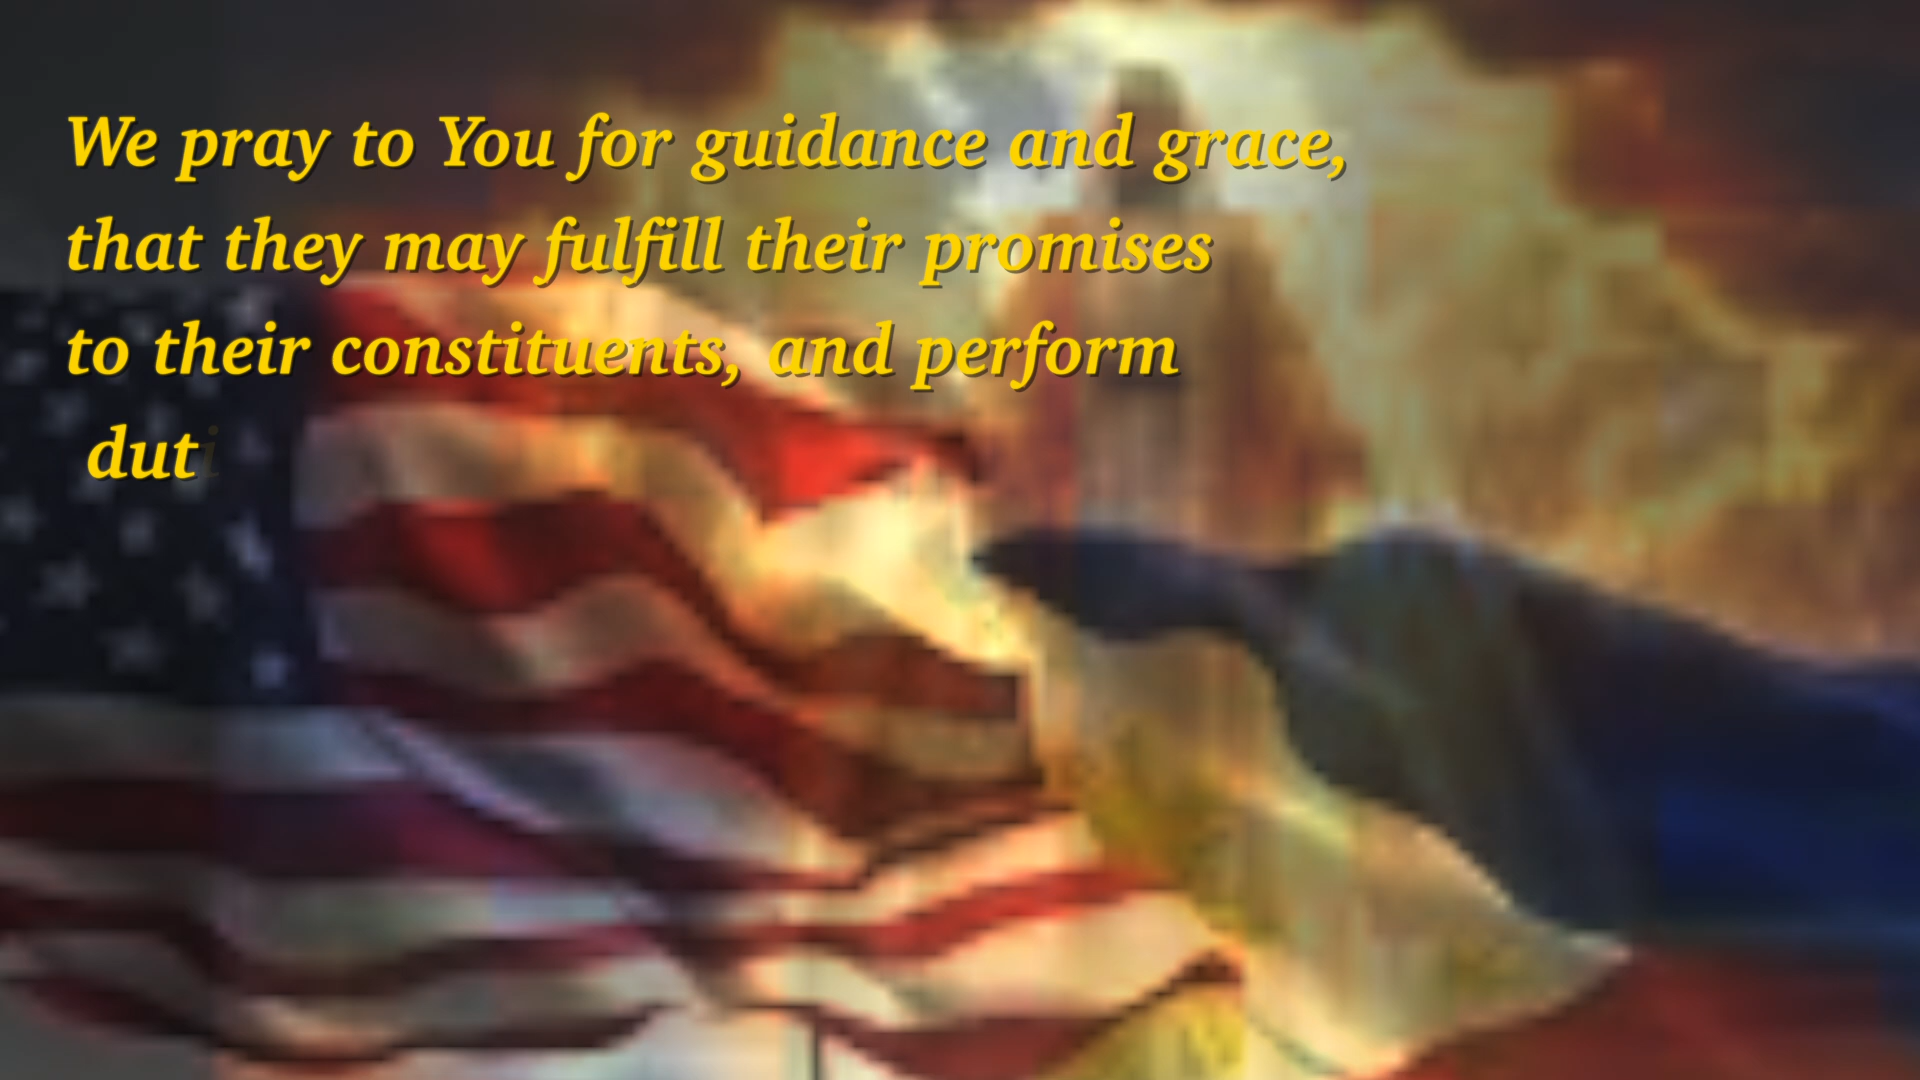 We pray to You for guidance and grace,
that they may fulfill their promises
to their constituents, and perform
duti